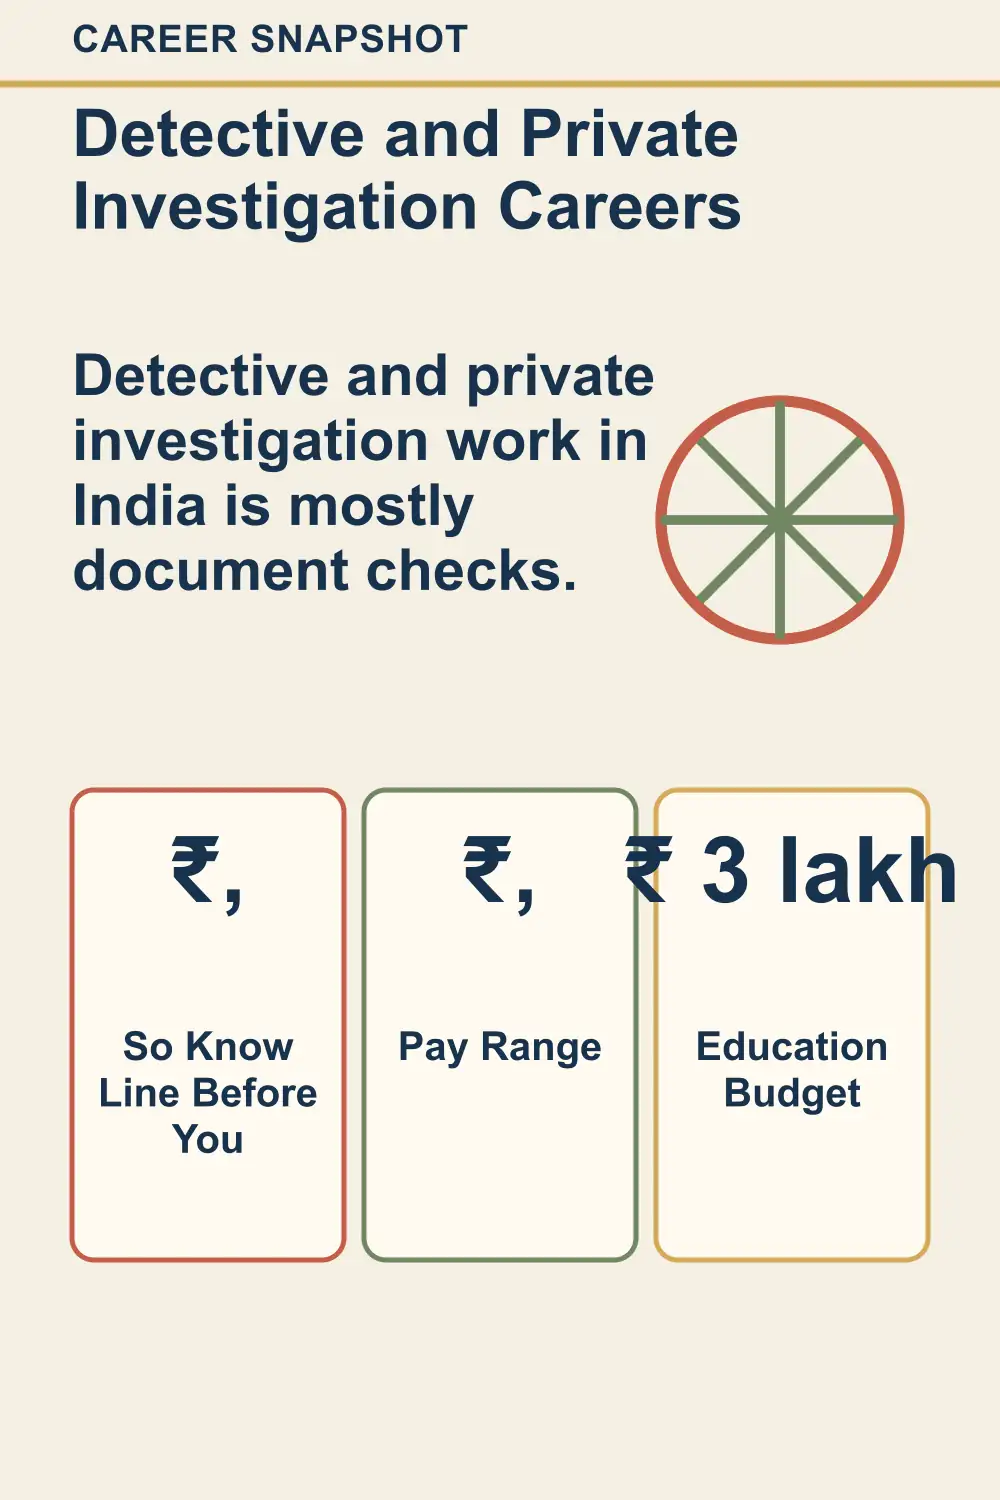 CAREER SNAPSHOT
Detective and Private
Investigation Careers
Detective and private
investigation work in
India is mostly
document checks.
₹,
So Know
Line Before
You
₹,
Pay Range
₹ 3 lakh
Education
Budget